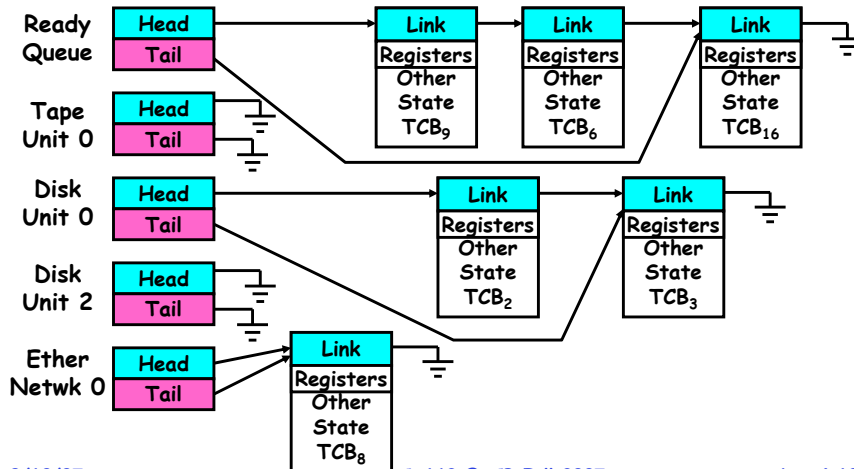 Ready Queue
Head
Tail
Link
Registers
Other
State
TCB9
Link
Registers
Other
State
TCB6
Link
Registers
Other
State
TCB16
Tape Unit 0
Head
Tail
Disk Unit 0
Head
Tail
Link
Registers
Other
State
TCB2
Link
Registers
Other
State
TCB3
Disk Unit 2
Head
Tail
Ether Netwk 0
Head
Tail
Link
Registers
Other
State
TCB8